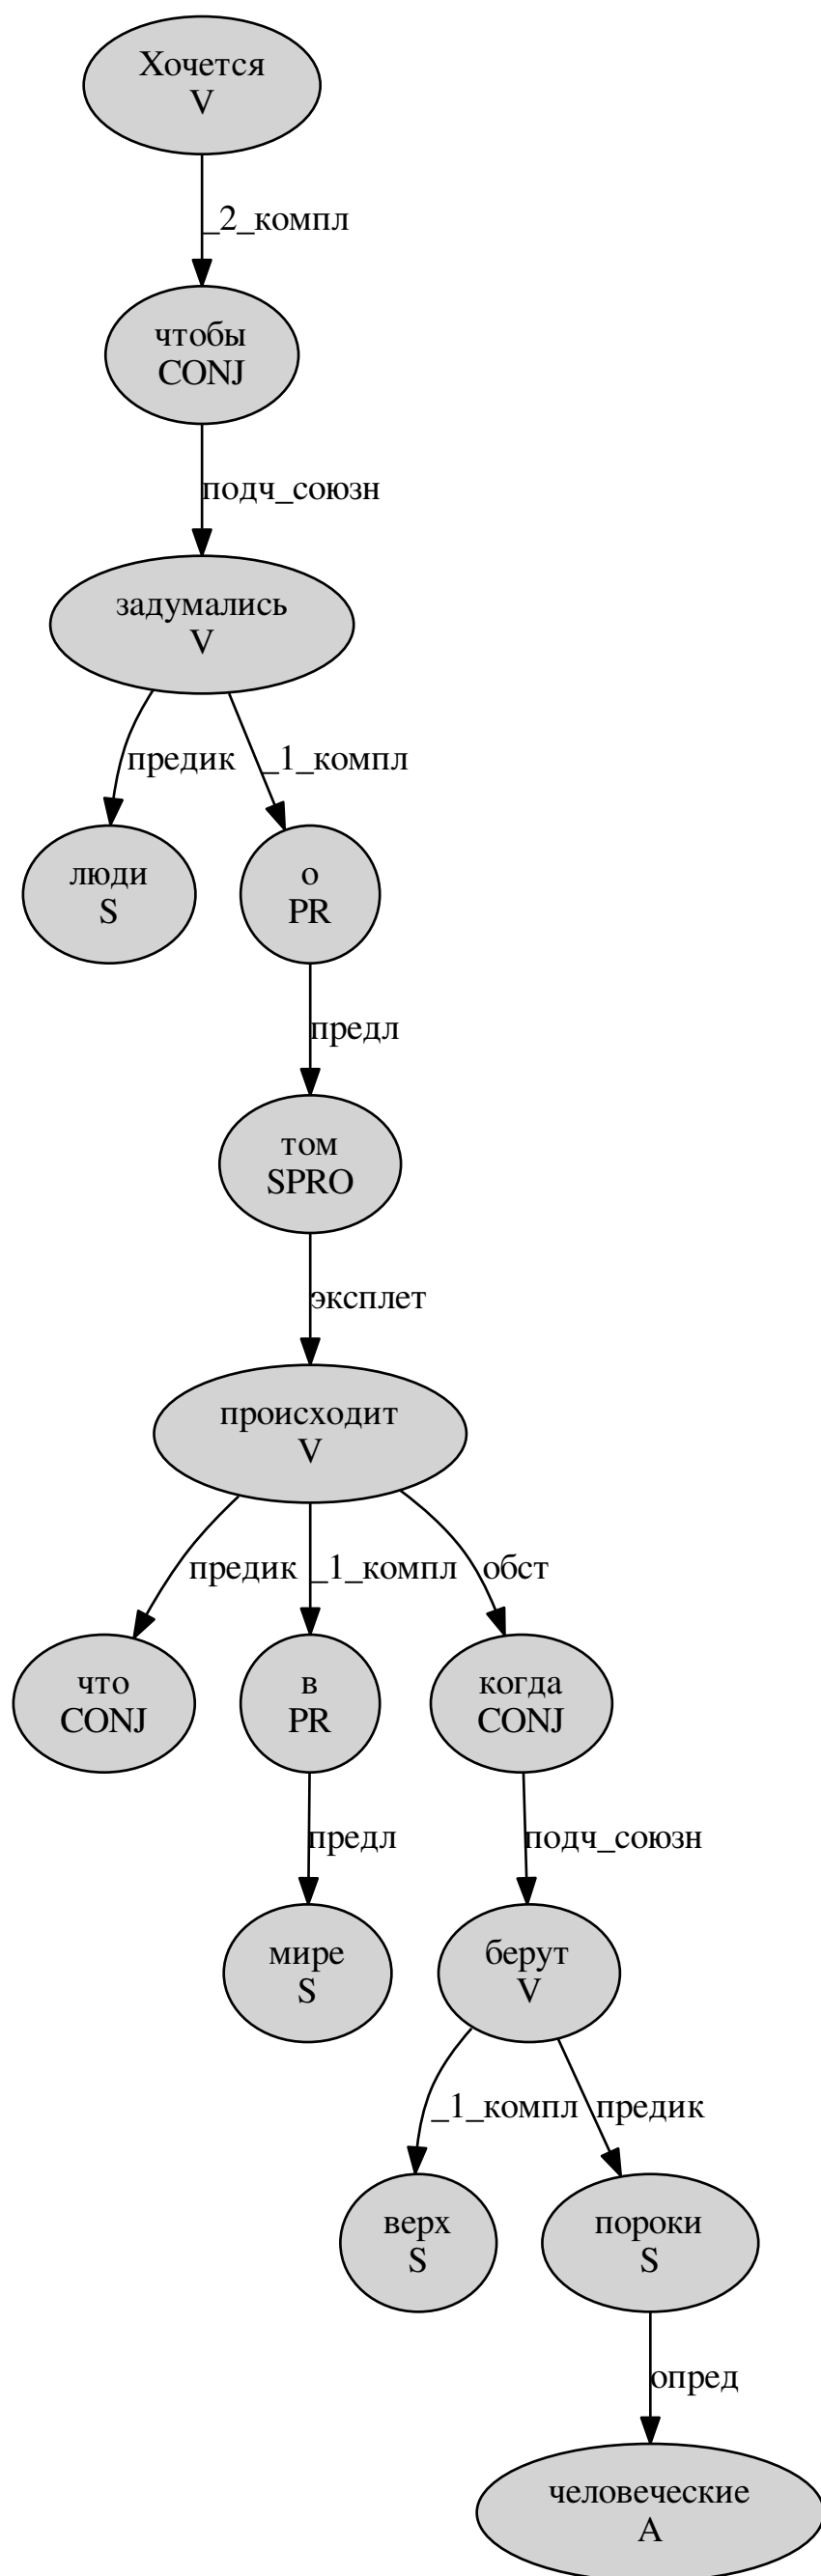 Хочется
V
_2_компл
чтобы
CONJ
подч_союзн
задумались
V
предик
_1_компл
люди
S
о
PR
предл
том
SPRO
эксплет
происходит
V
предик
_1_компл
обст
что
CONJ
в
PR
когда
CONJ
предл
подч_союзн
мире
S
берут
V
_1_компл
предик
верх
S
пороки
S
опред
человеческие
A